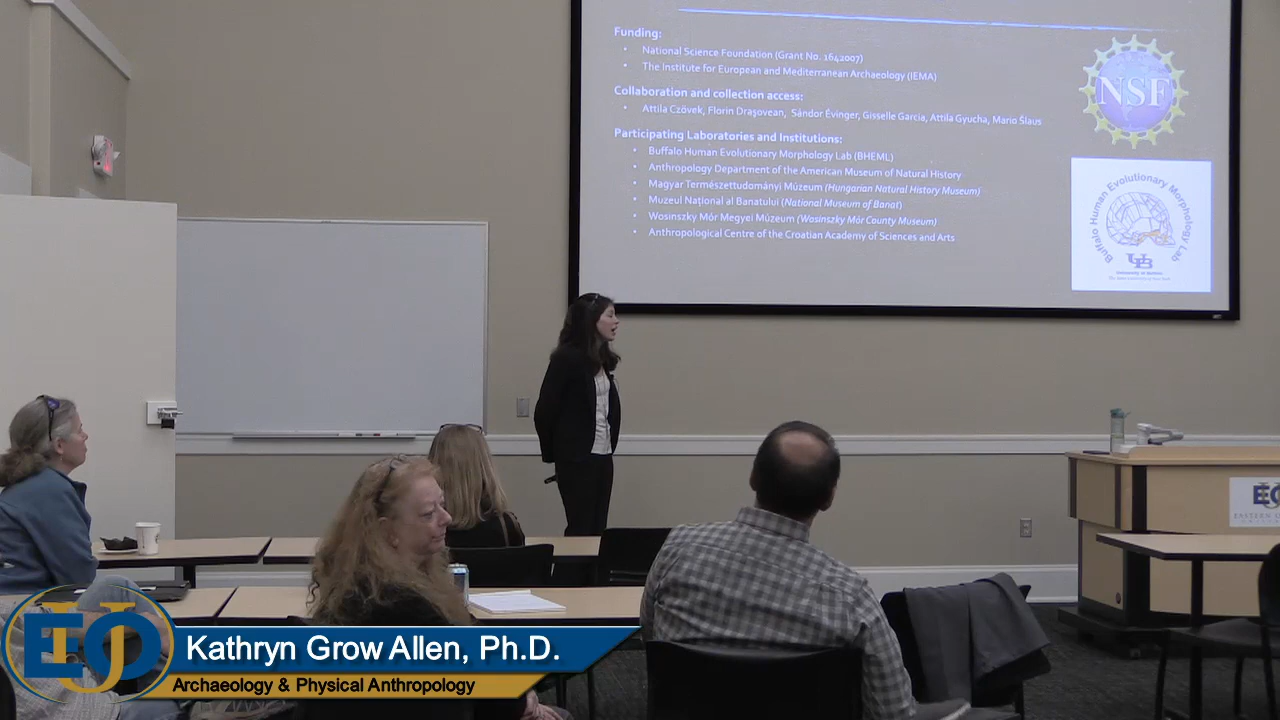 Funding:
• National Science Foundation (Grant No. 1642007)
• The Institute for European and Mediterranean Archaeology (IEMA)
Collaboration and collection access:
• Attila Czövek, Florin Draşovean, Sándor Évinger, Gisselle Garcia, Attila Gyucha, Mario Šlaus
Participating Laboratories and Institutions:
• Buffalo Human Evolutionary Morphology Lab (BHEML)
• Anthropology Department of the American Museum of Natural History
• Magyar Természettudományi Múzeum (Hungarian Natural History Museum)
• Muzeul Național al Banatului (National Museum of Banat)
• Wosinszky Mór Megyei Múzeum (Wosinszky Mór County Museum)
• Anthropological Centre of the Croatian Academy of Sciences and Arts
NSF
Buffalo Human Evolutionary Morphology Lab
UB
EO
EASTERN
EUO
Kathryn Grow Allen, Ph.D.
Archaeology & Physical Anthropology